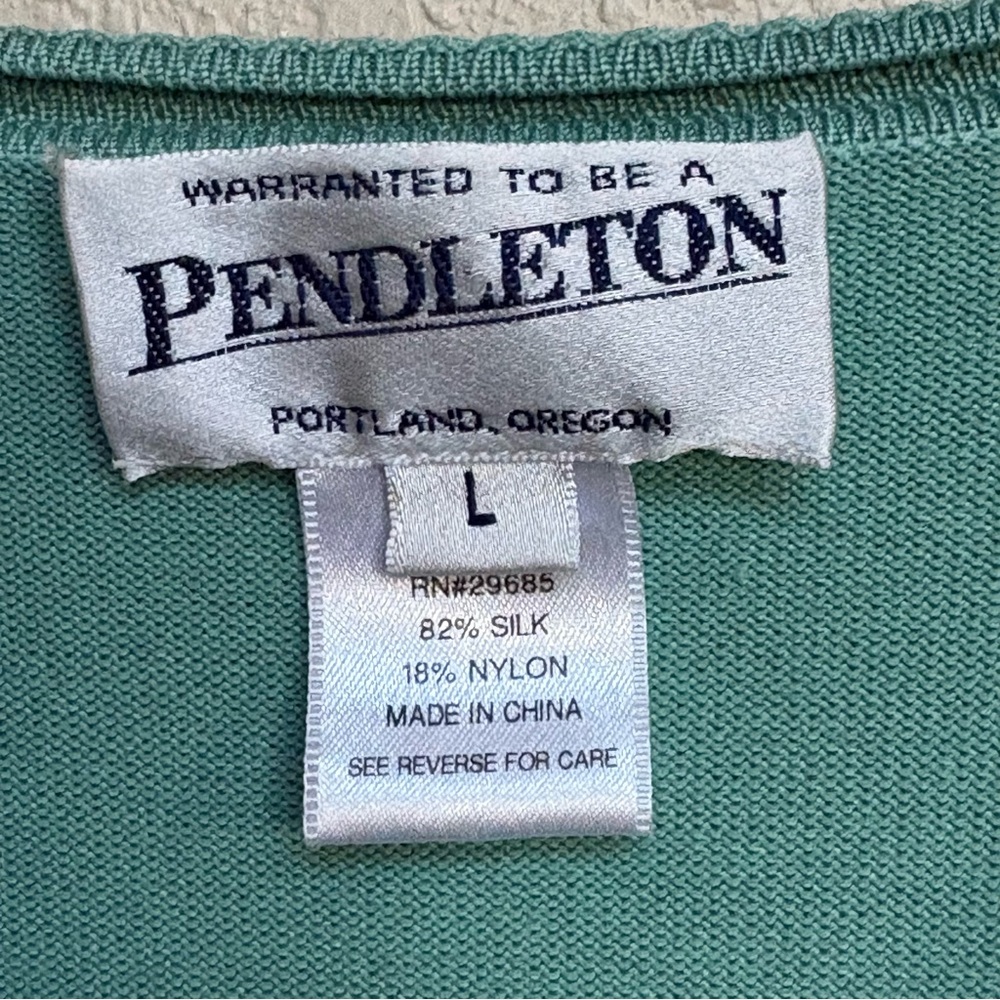 WARRANTED TO BE A
PENDLETON
PORTLAND, OREGON
L
RN#29685
82% SILK
18% NYLON
MADE IN CHINA
SEE REVERSE FOR CARE